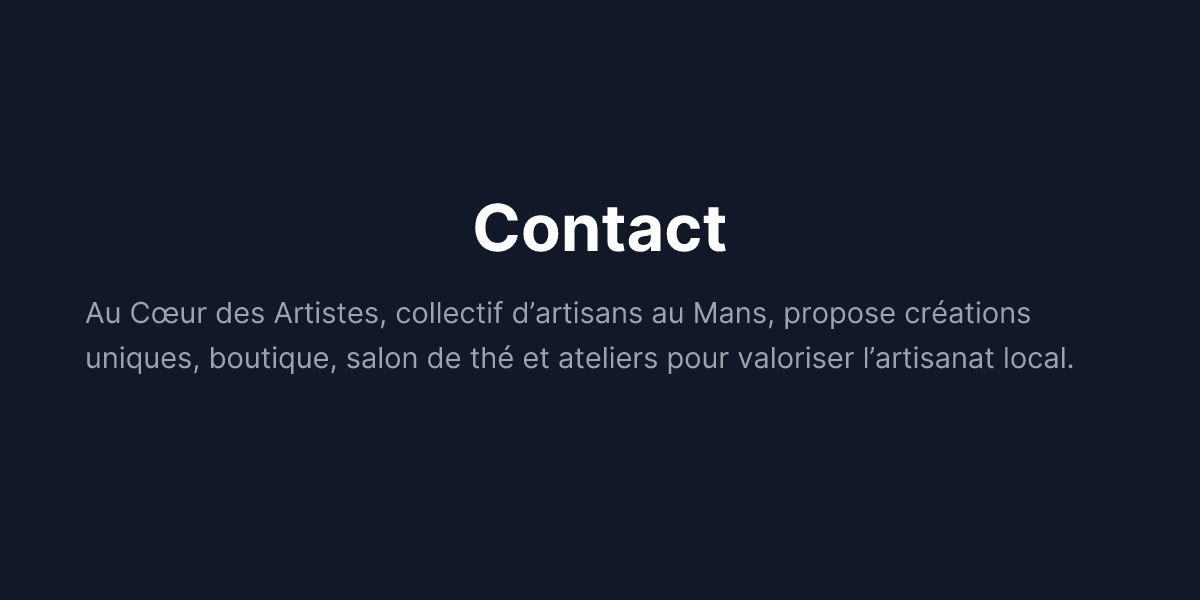 Contact
Au Cœur des Artistes, collectif d’artisans au Mans, propose créations
uniques, boutique, salon de thé et ateliers pour valoriser l’artisanat local.